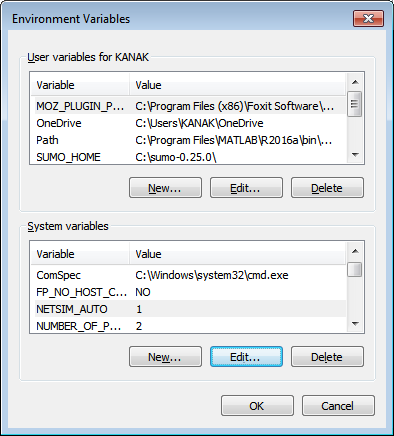 Environment Variables
User variables for KANAK
Variable Value
MOZ_PLUGIN_P... C:\Program Files (x86)\Foxit Software\...
OneDrive C:\Users\KANAK\OneDrive
Path C:\Program Files\MATLAB\R2016a\bin\...
SUMO_HOME C:\sumo-0.25.0\
New... Edit... Delete
System variables
Variable Value
ComSpec C:\Windows\system32\cmd.exe
FP_NO_HOST_C... NO
NETSIM_AUTO 1
NUMBER_OF_P... 2
New... Edit... Delete
OK Cancel